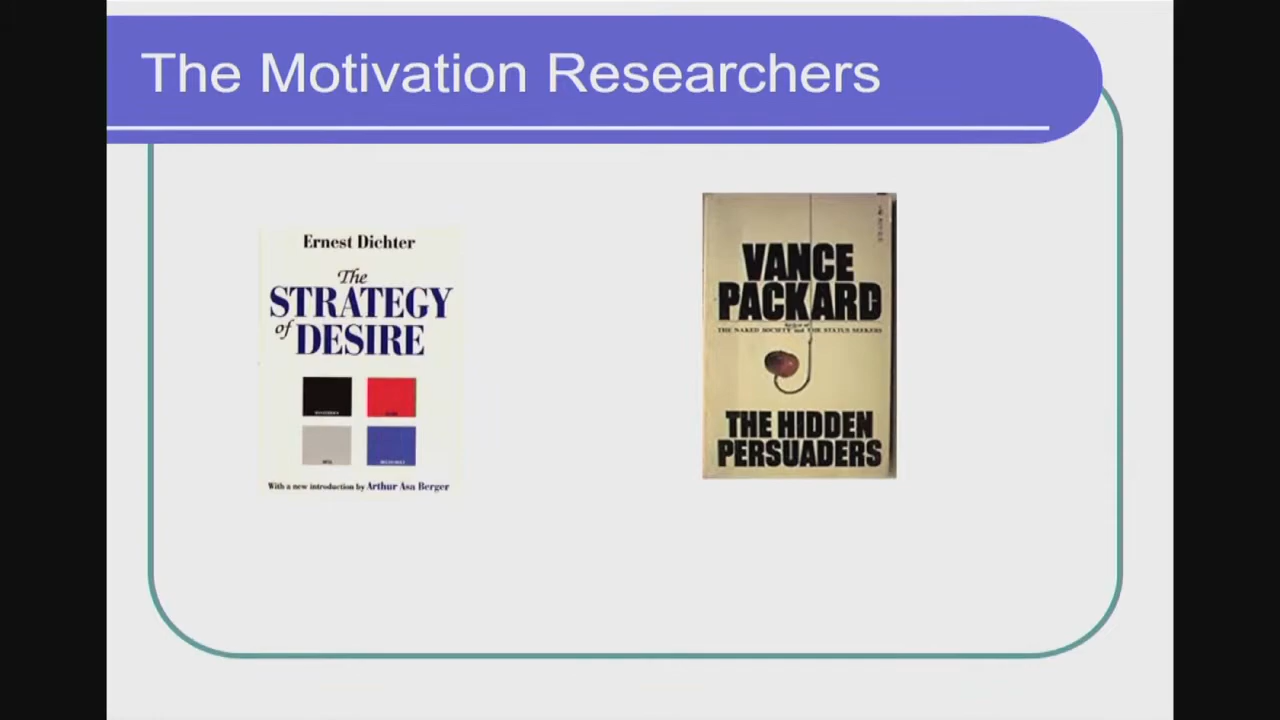 The Motivation Researchers
Ernest Dichter
The
STRATEGY
of DESIRE
With a new introduction by Arthur Asa Berger
VANCE
PACKARD
THE NAKED SOCIETY and THE STATUS SEEKERS
THE HIDDEN
PERSUADERS